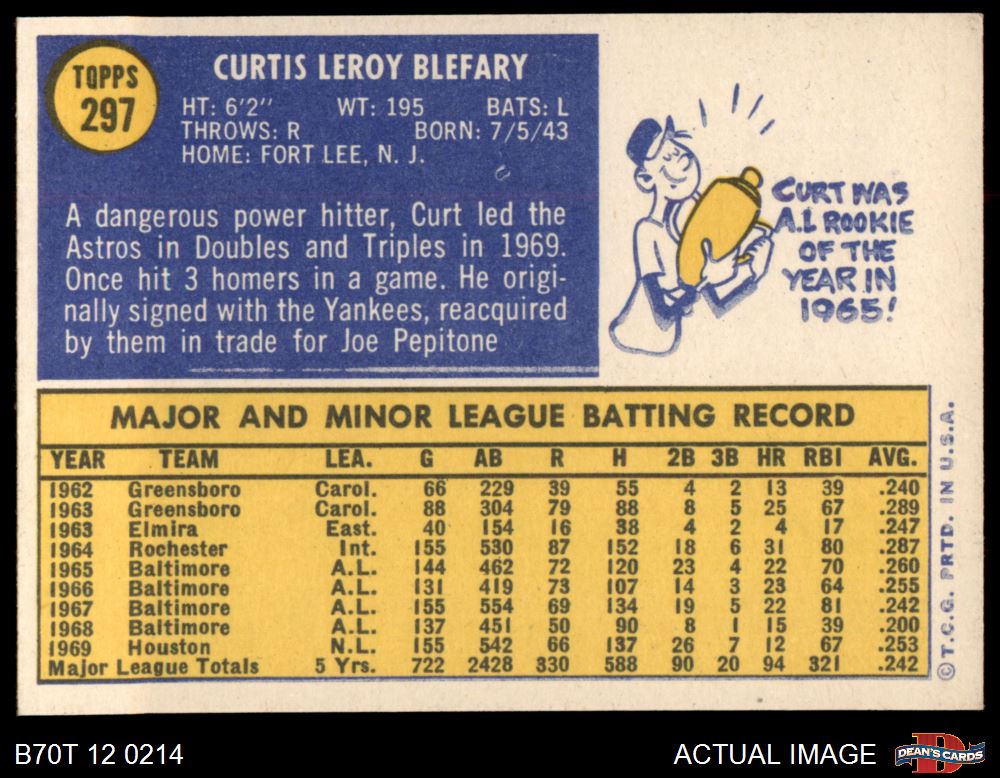 TOPPS
297
CURTIS LEROY BLEFARY
HT: 6'2" WT: 195 BATS: L
THROWS: R BORN: 7/5/43
HOME: FORT LEE, N. J.
A dangerous power hitter, Curt led the
Astros in Doubles and Triples in 1969.
Once hit 3 homers in a game. He origi-
nally signed with the Yankees, reacquired
by them in trade for Joe Pepitone
CURT WAS
A.L ROOKIE
OF THE
YEAR IN
1965!
MAJOR AND MINOR LEAGUE BATTING RECORD
YEAR TEAM LEA. G AB R H 2B 3B HR RBI AVG.
1962 Greensboro Carol. 66 229 39 55 4 2 13 39 .240
1963 Greensboro Carol. 88 304 79 88 8 5 25 67 .289
1963 Elmira East. 40 154 16 38 4 2 4 17 .247
1964 Rochester Int. 155 530 87 152 18 6 31 80 .287
1965 Baltimore A.L. 144 462 72 120 23 4 22 70 .260
1966 Baltimore A.L. 131 419 73 107 14 3 23 64 .255
1967 Baltimore A.L. 155 554 69 134 19 5 22 81 .242
1968 Baltimore A.L. 137 451 50 90 8 1 15 39 .200
1969 Houston N.L. 155 542 66 137 26 7 12 67 .253
Major League Totals 5 Yrs. 722 2428 330 588 90 20 94 321 .242
© T.C.G. PRTD. IN U.S.A.
B70T 12 0214
ACTUAL IMAGE
D
DEAN'S CARDS